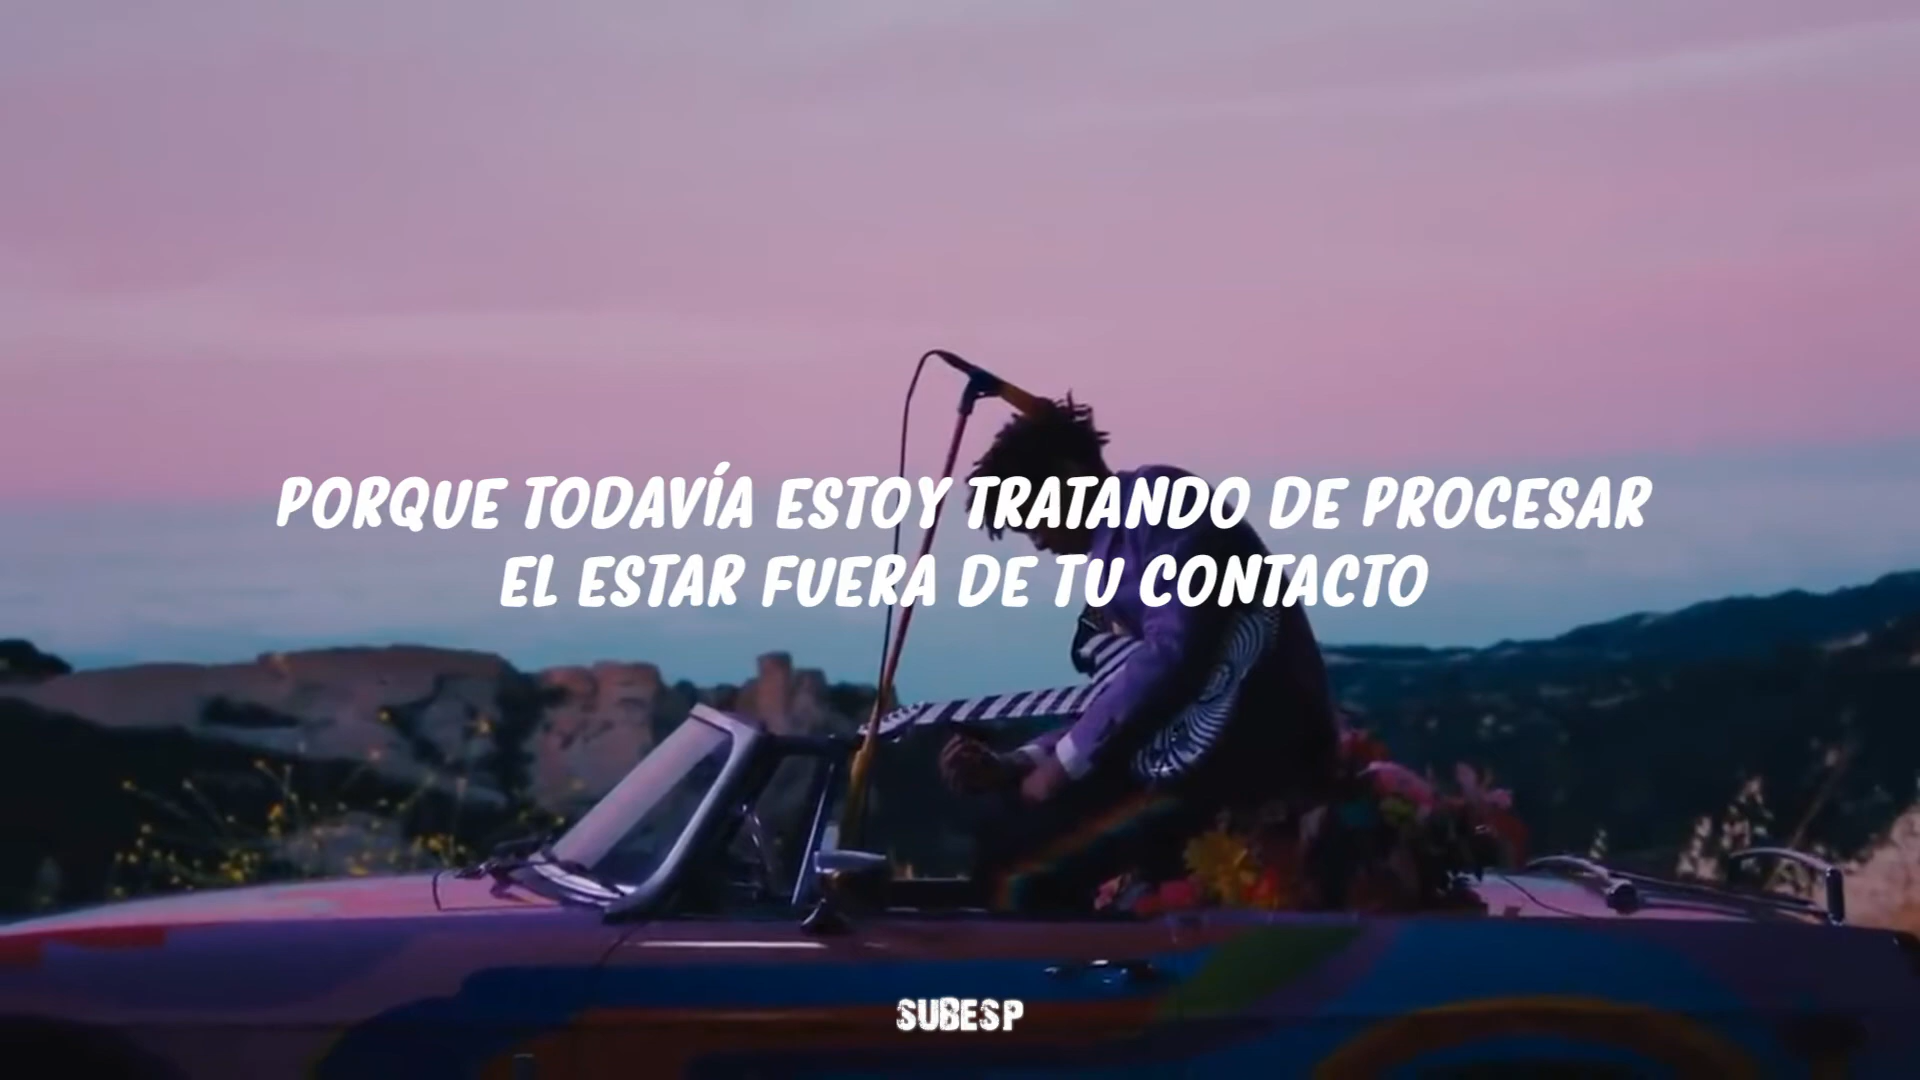 PORQUE TODAVÍA ESTOY TRATANDO DE PROCESAR
EL ESTAR FUERA DE TU CONTACTO
SUBESP